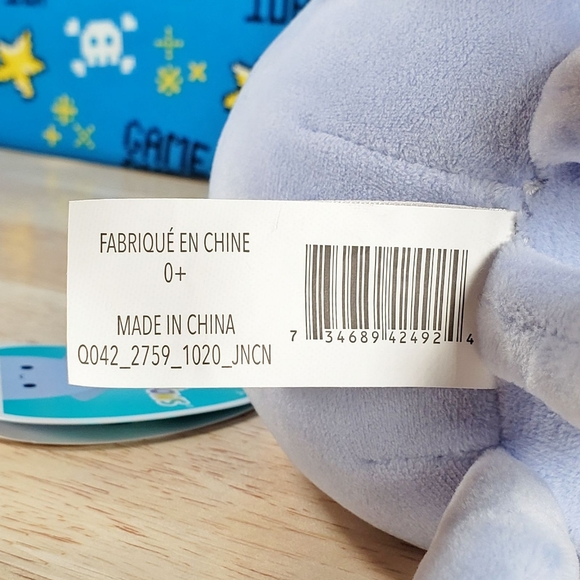 GAME
FABRIQUÉ EN CHINE
0+
MADE IN CHINA
Q042_2759_1020_JNCN
7 34689 42492 4